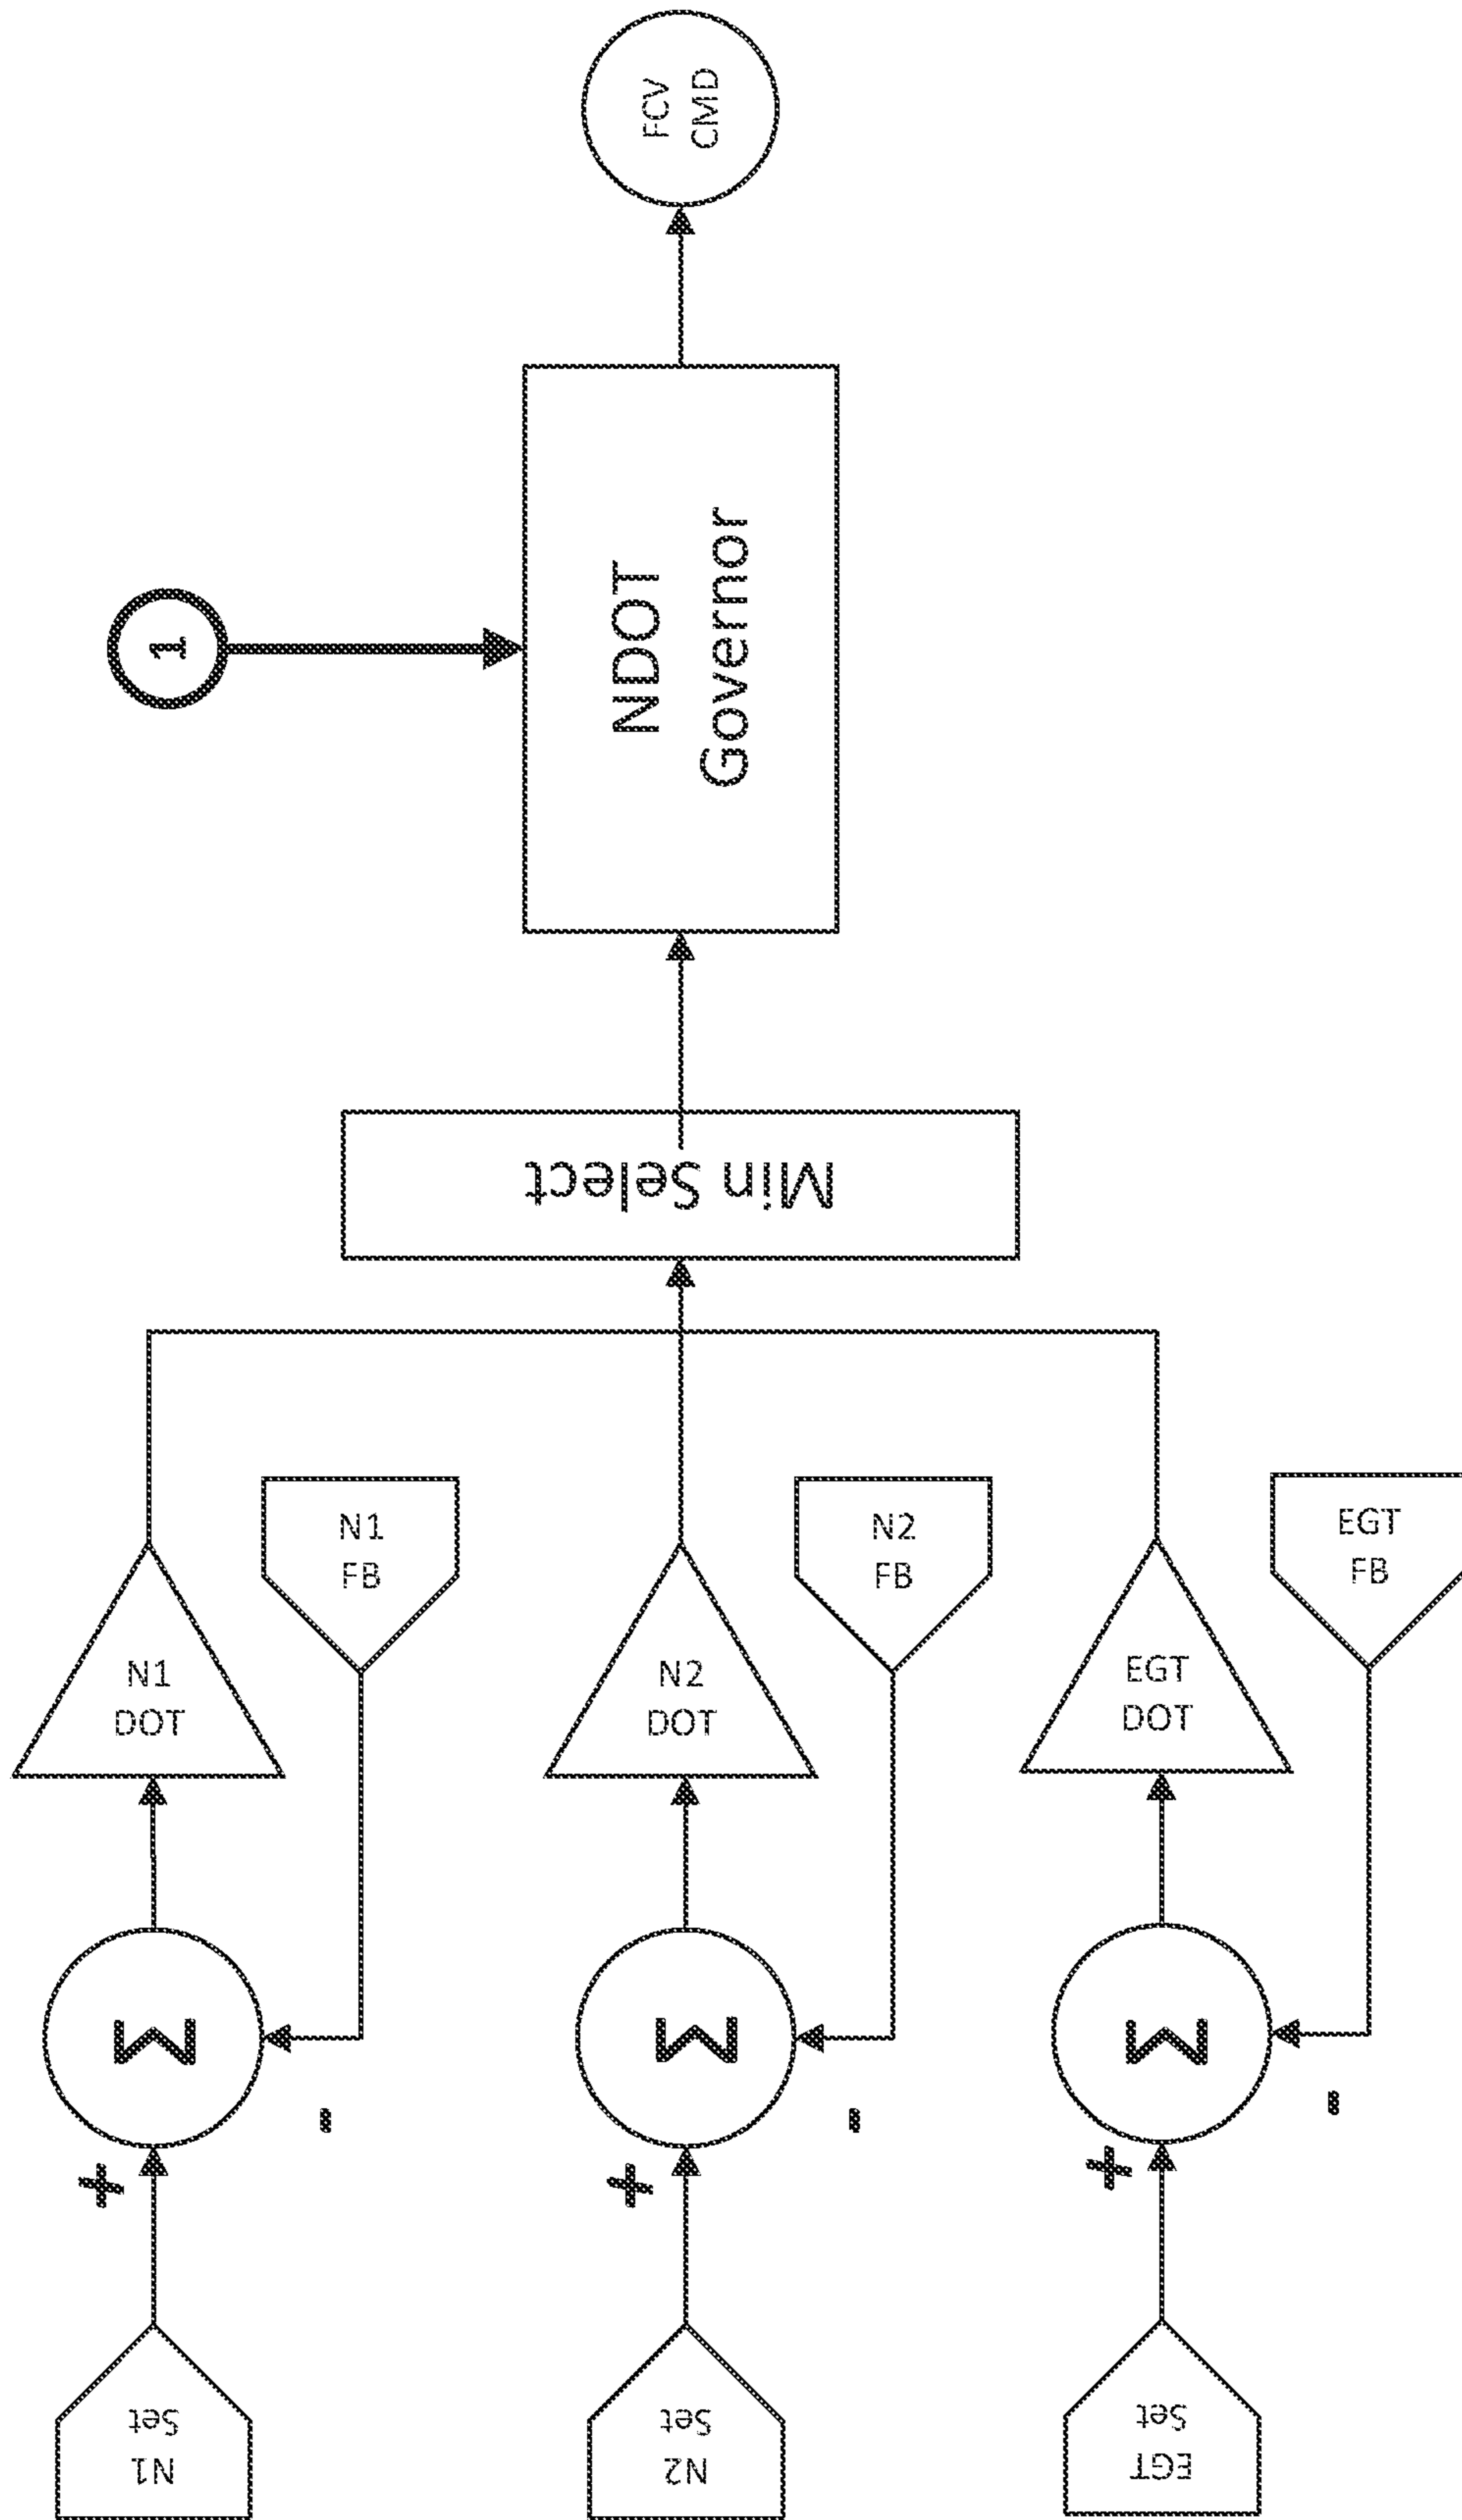 FCV
CMD
1
NDOT
Governor
Min Select
N1
FB
N2
FB
EGT
FB
N1
DOT
N2
DOT
EGT
DOT
Σ
Σ
Σ
-
-
-
+
+
+
N1
Set
N2
Set
EGT
Set